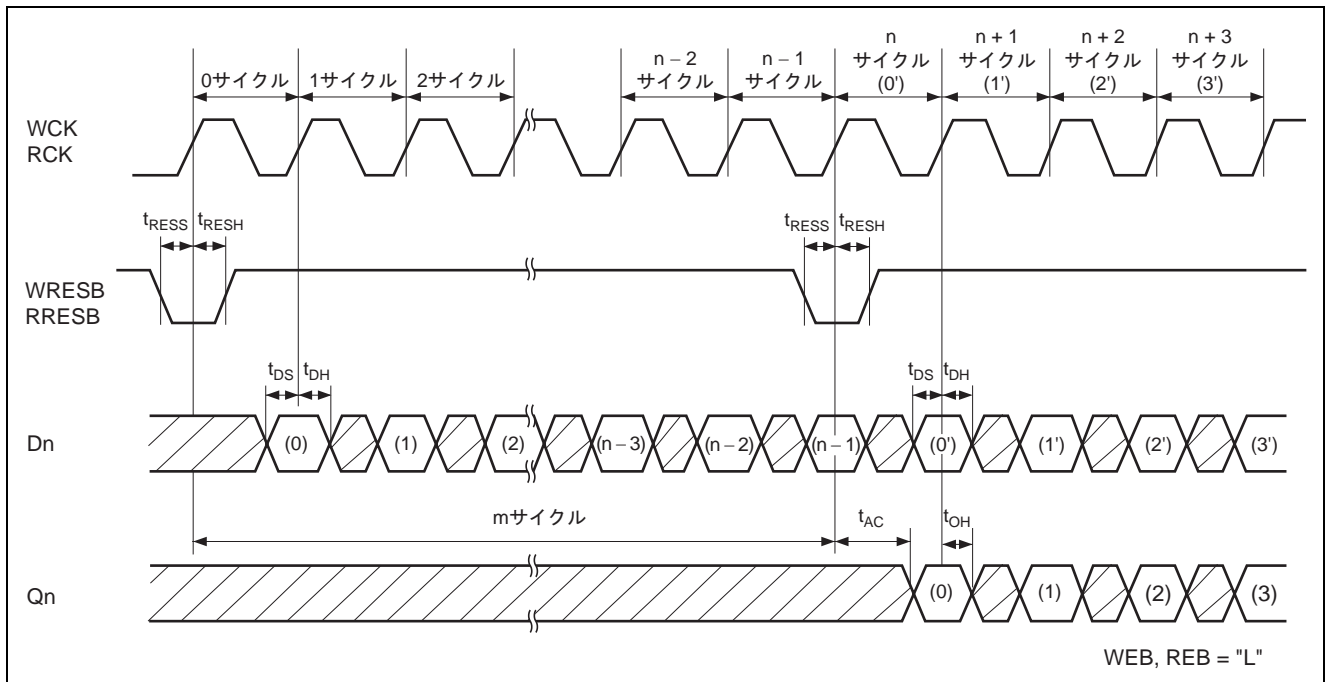 0サイクル 1サイクル 2サイクル n – 2 サイクル n – 1 サイクル n サイクル (0') n + 1 サイクル (1') n + 2 サイクル (2') n + 3 サイクル (3')
WCK
RCK
tRESS tRESH tRESS tRESH
WRESB
RRESB
tDS tDH tDS tDH
Dn (0) (1) (2) (n – 3) (n – 2) (n – 1) (0') (1') (2') (3')
mサイクル tAC tOH
Qn (0) (1) (2) (3)
WEB, REB = "L"